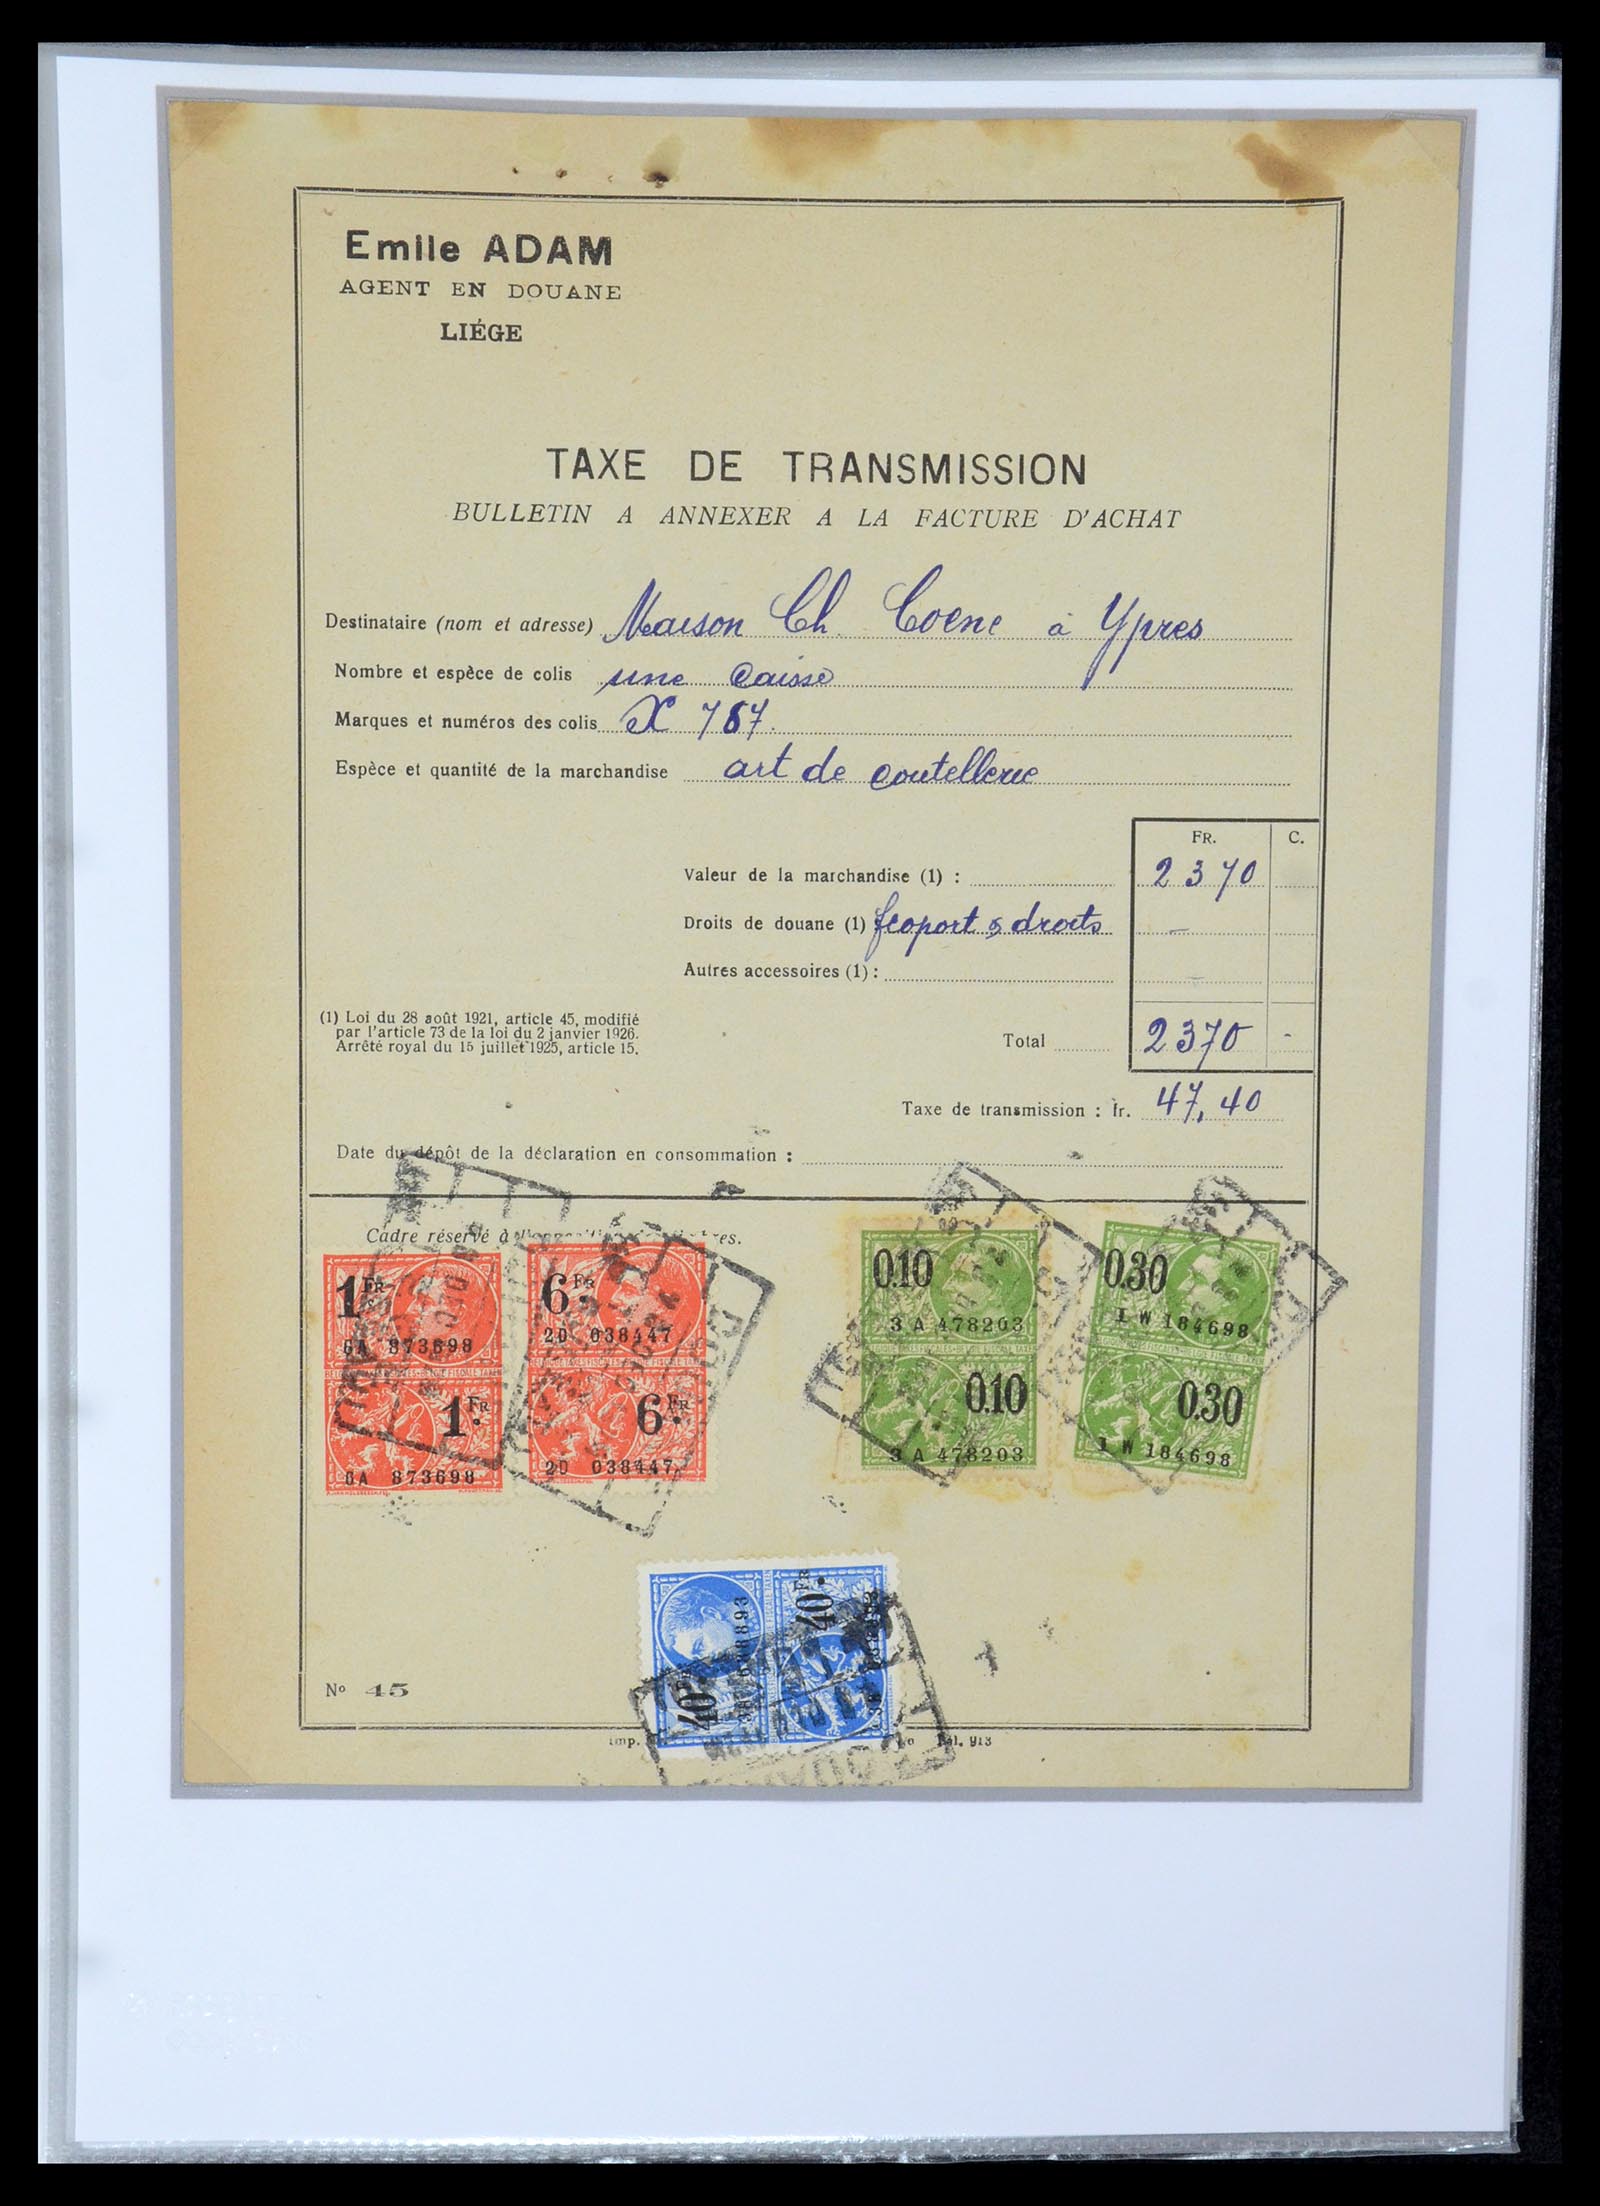 Emile ADAM
AGENT EN DOUANE
LIÉGE
TAXE DE TRANSMISSION
BULLETIN A ANNEXER A LA FACTURE D'ACHAT
Destinataire (nom et adresse) Maison Ch Coene à Ypres
Nombre et espèce de colis une caisse
Marques et numéros des colis X 787
Espèce et quantité de la marchandise art de coutellerie
FR. C.
Valeur de la marchandise (1) : 2370
Droits de douane (1) fcoport & droits -
Autres accessoires (1) : -
(1) Loi du 28 août 1921, article 45, modifié
par l'article 73 de la loi du 2 janvier 1926.
Arrêté royal du 15 juillet 1925, article 15.
Total 2370 -
Taxe de transmission : fr. 47,40
Date du dépôt de la déclaration en consommation :
Cadre réservé à
1 FR 6 FR 0.10 0.30
6A 873698 2D 038447 3 A 478203 1 W 184698
1 FR 6 FR 0.10 0.30
6A 873698 2D 038447 3 A 478203 1 W 184698
40 FR
40
No 45
Imp. Tél. 913